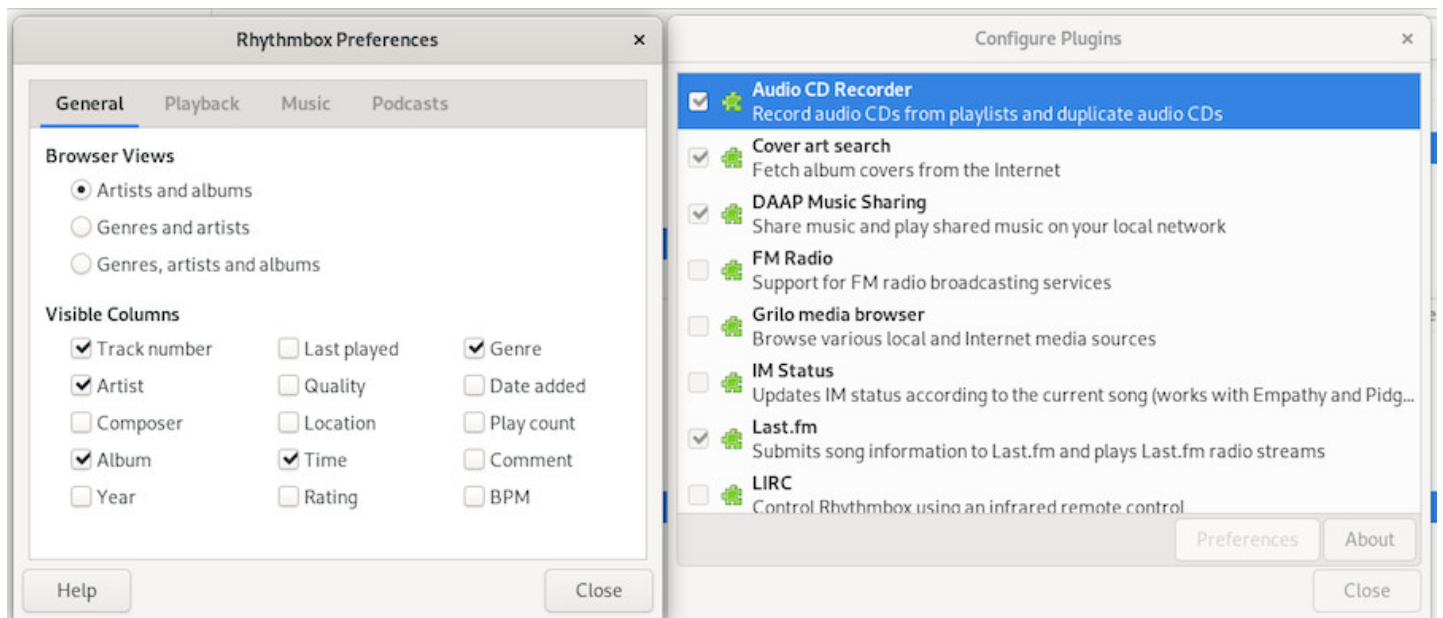 Rhythmbox Preferences
General Playback Music Podcasts
Browser Views
Artists and albums
Genres and artists
Genres, artists and albums
Visible Columns
Track number Last played Genre
Artist Quality Date added
Composer Location Play count
Album Time Comment
Year Rating BPM
Help Close
Configure Plugins
Audio CD Recorder
Record audio CDs from playlists and duplicate audio CDs
Cover art search
Fetch album covers from the Internet
DAAP Music Sharing
Share music and play shared music on your local network
FM Radio
Support for FM radio broadcasting services
Grilo media browser
Browse various local and Internet media sources
IM Status
Updates IM status according to the current song (works with Empathy and Pidg...
Last.fm
Submits song information to Last.fm and plays Last.fm radio streams
LIRC
Control Rhythmbox using an infrared remote control
Preferences About
Close